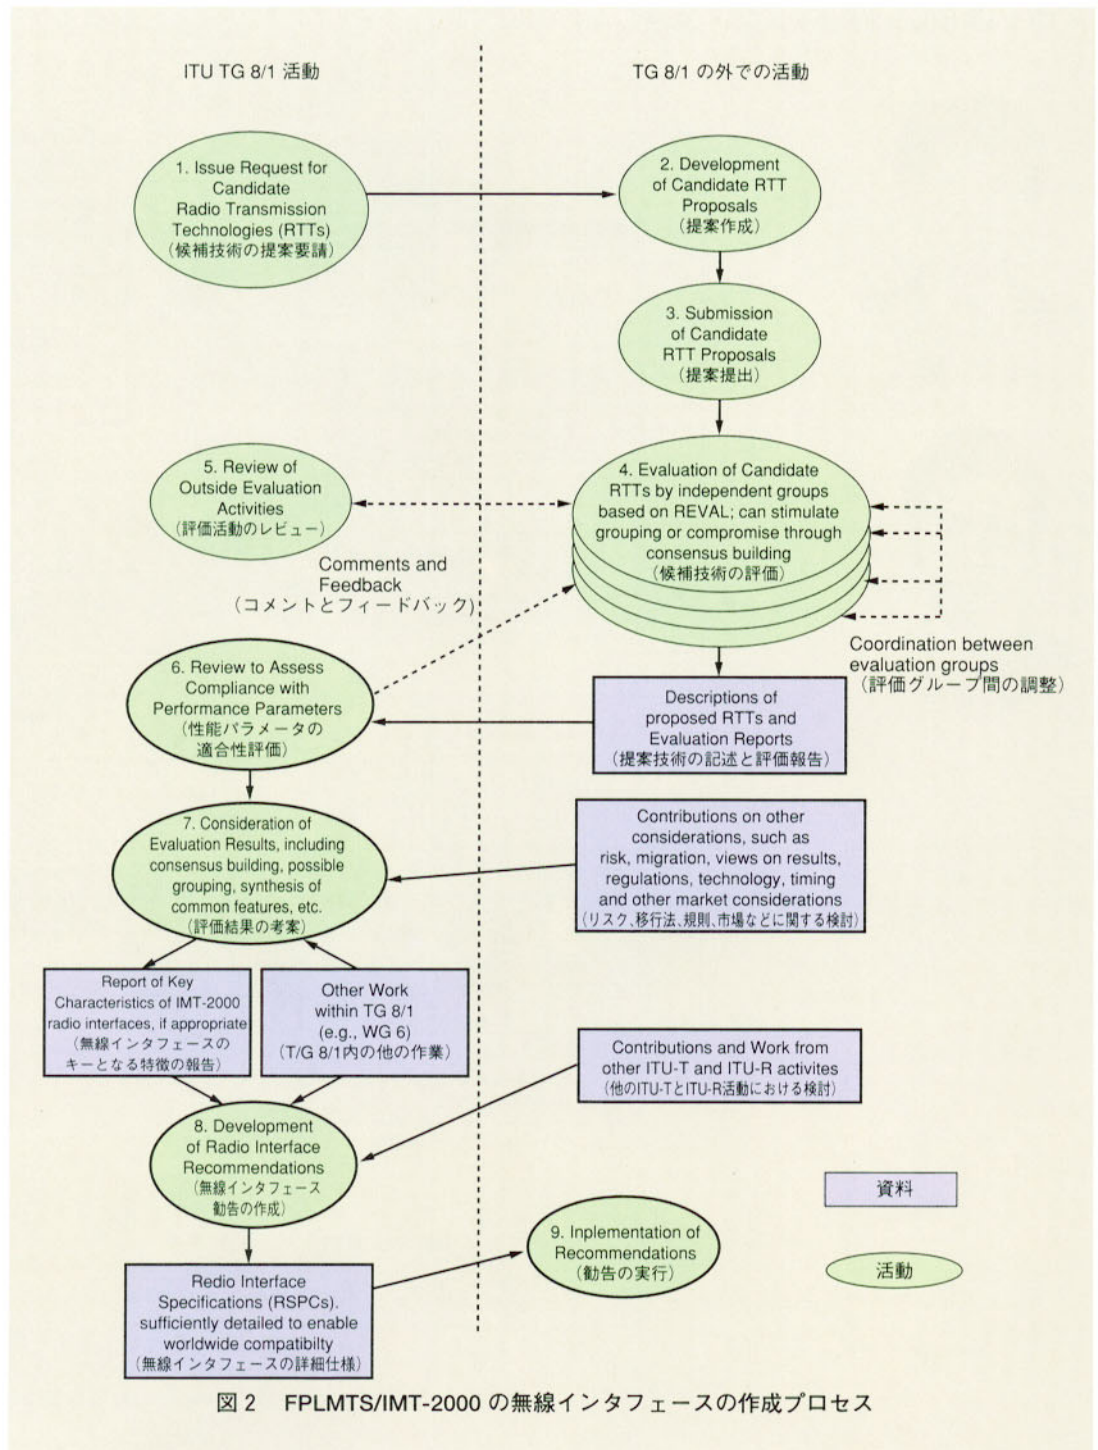 ITU TG 8/1 活動
TG 8/1 の外での活動
1. Issue Request for
Candidate
Radio Transmission
Technologies (RTTs)
（候補技術の提案要請）
2. Development
of Candidate RTT
Proposals
（提案作成）
3. Submission
of Candidate
RTT Proposals
（提案提出）
4. Evaluation of Candidate
RTTs by independent groups
based on REVAL; can stimulate
grouping or compromise through
consensus building
（候補技術の評価）
5. Review of
Outside Evaluation
Activities
（評価活動のレビュー）
Comments and
Feedback
（コメントとフィードバック）
Coordination between
evaluation groups
（評価グループ間の調整）
6. Review to Assess
Compliance with
Performance Parameters
（性能パラメータの
適合性評価）
Descriptions of
proposed RTTs and
Evaluation Reports
（提案技術の記述と評価報告）
7. Consideration of
Evaluation Results, including
consensus building, possible
grouping, synthesis of
common features, etc.
（評価結果の考案）
Contributions on other
considerations, such as
risk, migration, views on results,
regulations, technology, timing
and other market considerations
（リスク、移行法、規則、市場などに関する検討）
Report of Key
Characteristics of IMT-2000
radio interfaces, if appropriate
（無線インタフェースの
キーとなる特徴の報告）
Other Work
within TG 8/1
(e.g., WG 6)
（T/G 8/1内の他の作業）
Contributions and Work from
other ITU-T and ITU-R activites
（他のITU-TとITU-R活動における検討）
8. Development
of Radio Interface
Recommendations
（無線インタフェース
勧告の作成）
資料
9. Inplementation of
Recommendations
（勧告の実行）
活動
Redio Interface
Specifications (RSPCs).
sufficiently detailed to enable
worldwide compatibilty
（無線インタフェースの詳細仕様）
図 2 FPLMTS/IMT-2000 の無線インタフェースの作成プロセス